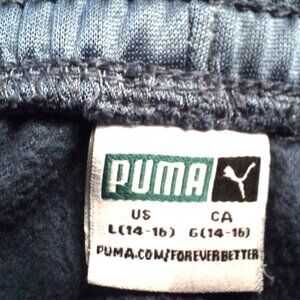 PUMA
US CA
L(14-16) G(14-16)
PUMA.COM/FOREVERBETTER